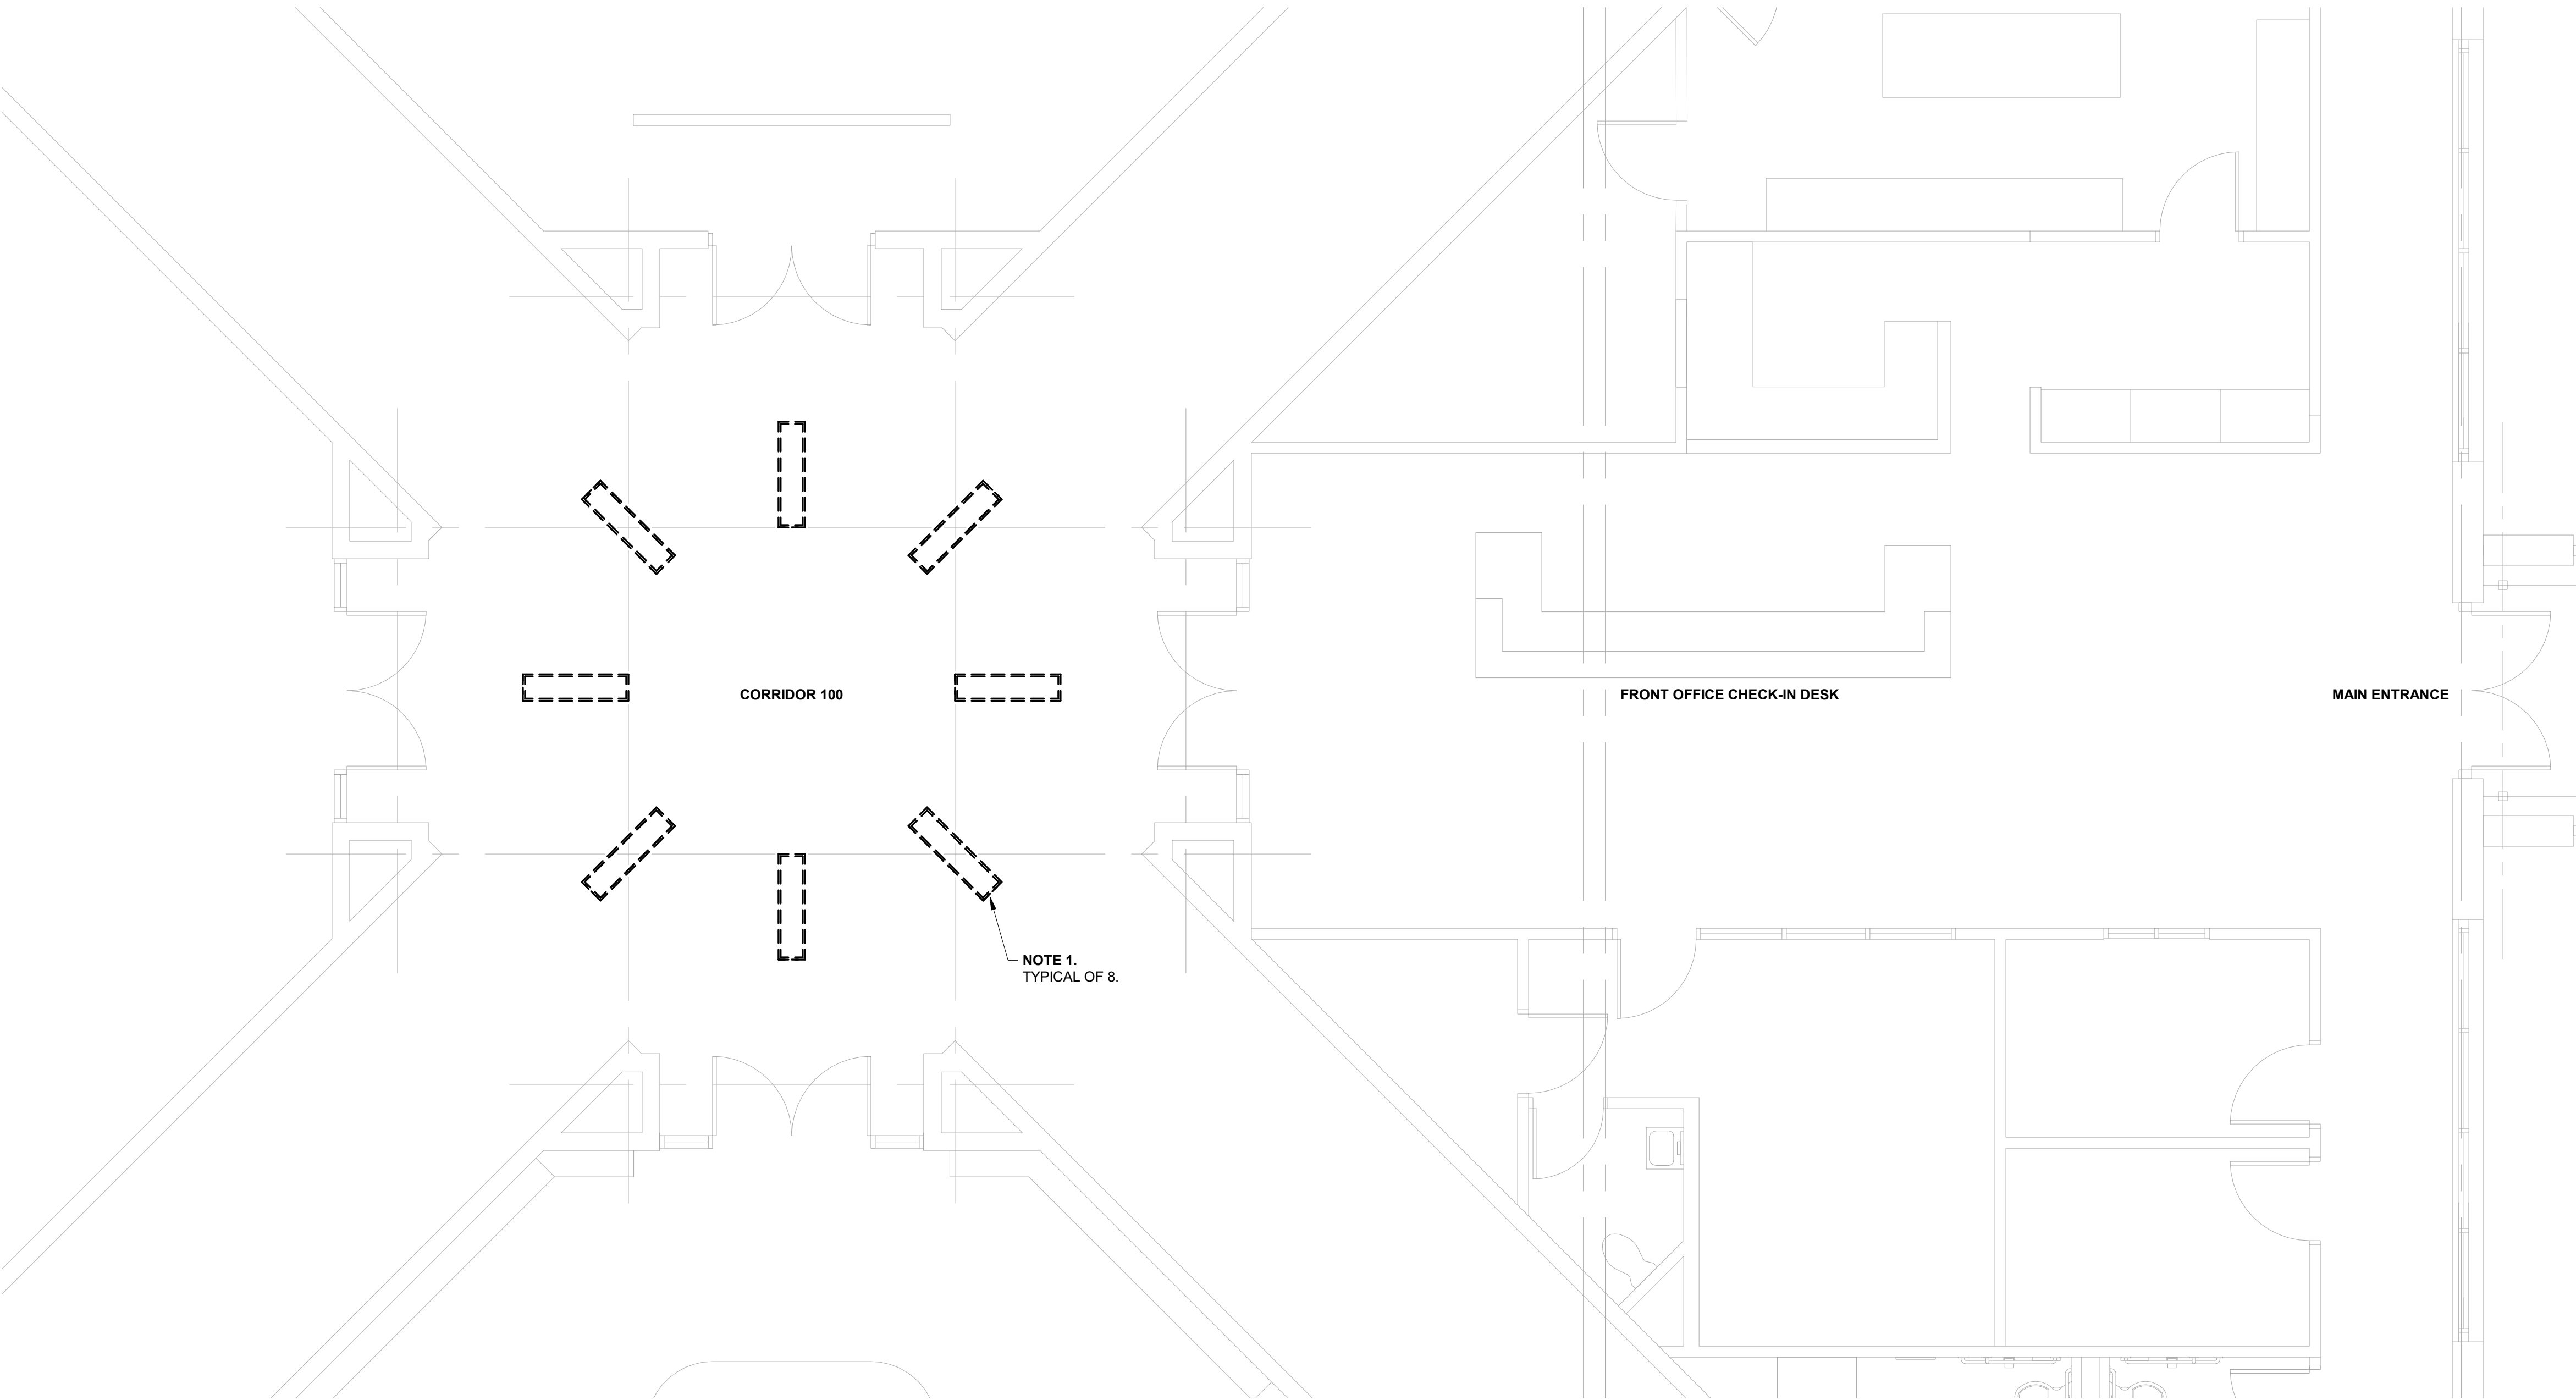 CORRIDOR 100
FRONT OFFICE CHECK-IN DESK
MAIN ENTRANCE
NOTE 1.
TYPICAL OF 8.